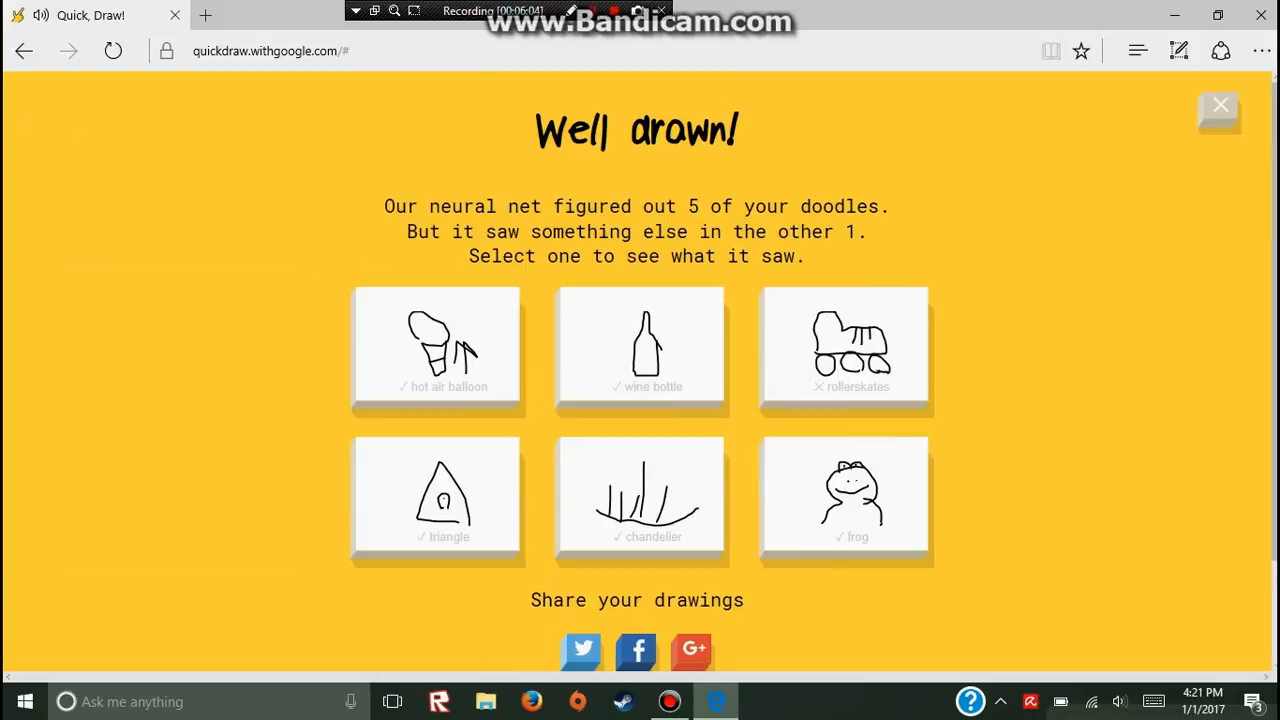 Quick, Draw!
Recording [00:06:04]
www.Bandicam.com
quickdraw.withgoogle.com/#
Well drawn!
Our neural net figured out 5 of your doodles.
But it saw something else in the other 1.
Select one to see what it saw.
✓ hot air balloon
✓ wine bottle
✕ rollerskates
✓ triangle
✓ chandelier
✓ frog
Share your drawings
f
G+
Ask me anything
4:21 PM
1/1/2017
3